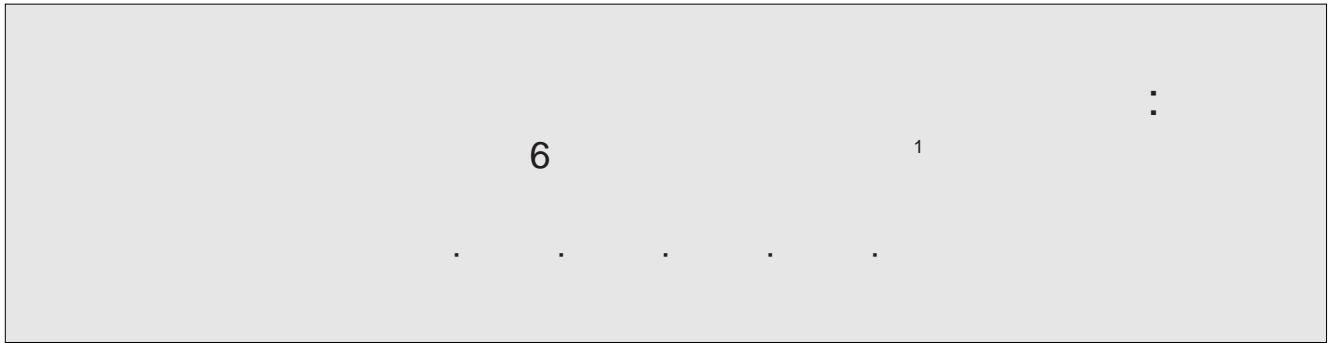 :
6 1
. . . . .